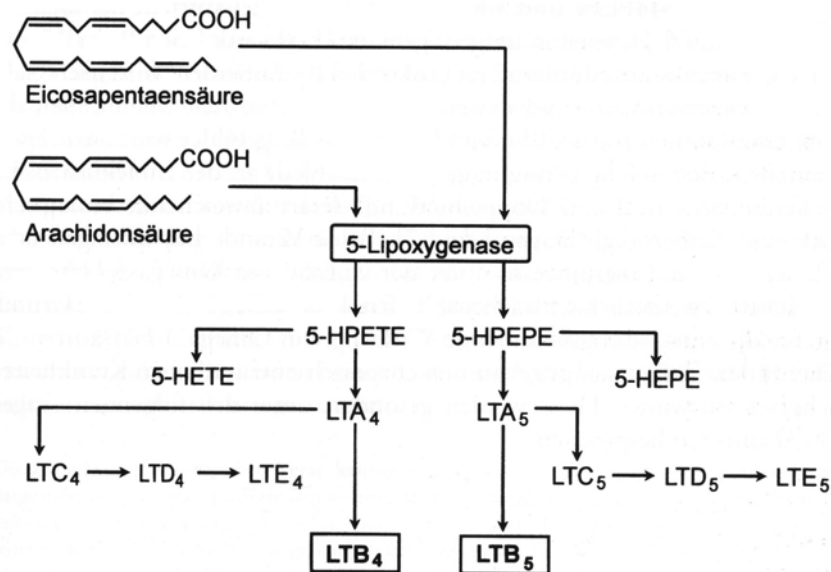 COOH
Eicosapentaensäure
COOH
Arachidonsäure
5-Lipoxygenase
5-HPETE 5-HPEPE
5-HETE 5-HEPE
LTA4 LTA5
LTC4 LTD4 LTE4 LTC5 LTD5 LTE5
LTB4 LTB5